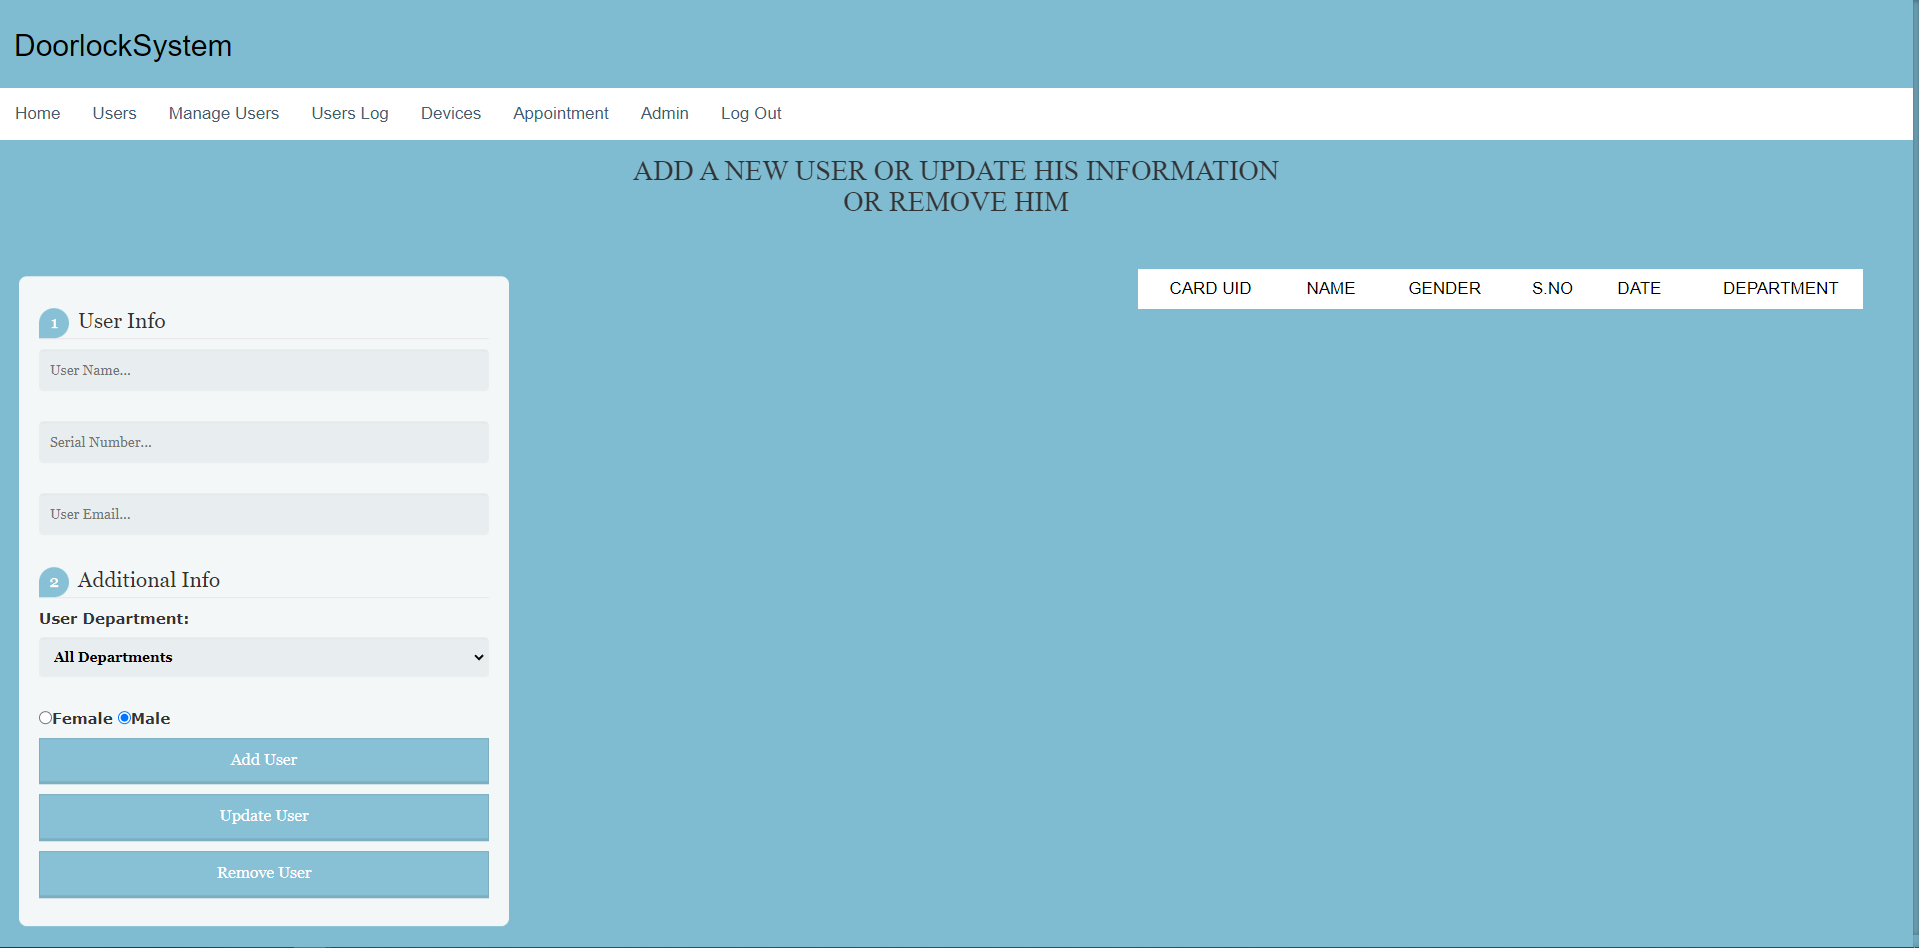 DoorlockSystem
Home Users Manage Users Users Log Devices Appointment Admin Log Out
ADD A NEW USER OR UPDATE HIS INFORMATION
OR REMOVE HIM
1 User Info
User Name...
Serial Number...
User Email...
2 Additional Info
User Department:
All Departments
Female Male
Add User
Update User
Remove User
CARD UID NAME GENDER S.NO DATE DEPARTMENT